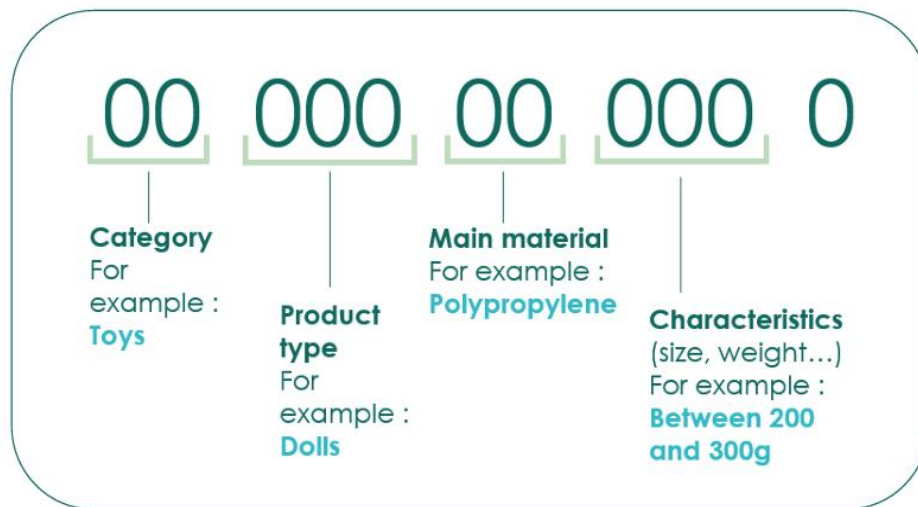 00 000 00 000 0
Category
For
example :
Toys
Product
type
For
example :
Dolls
Main material
For example :
Polypropylene
Characteristics
(size, weight...)
For example :
Between 200
and 300g